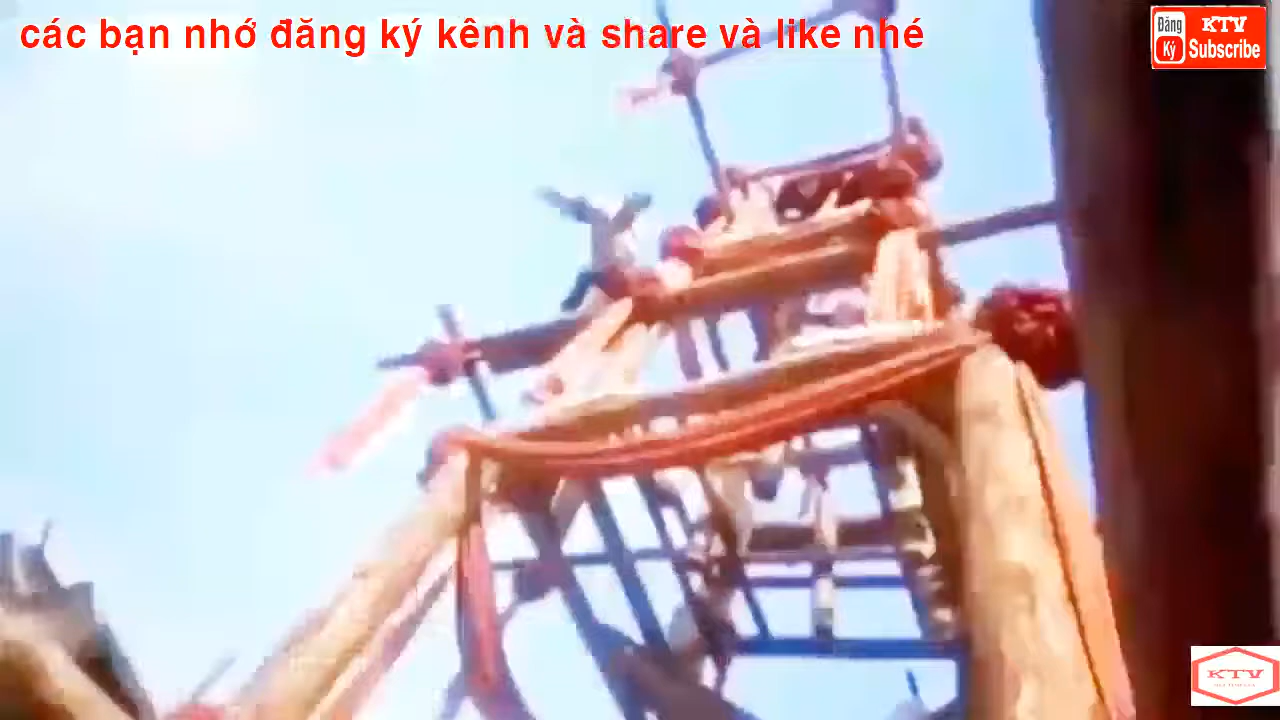 các bạn nhớ đăng ký kênh và share và like nhé
Đăng Ký
KTV Subscribe
KTV